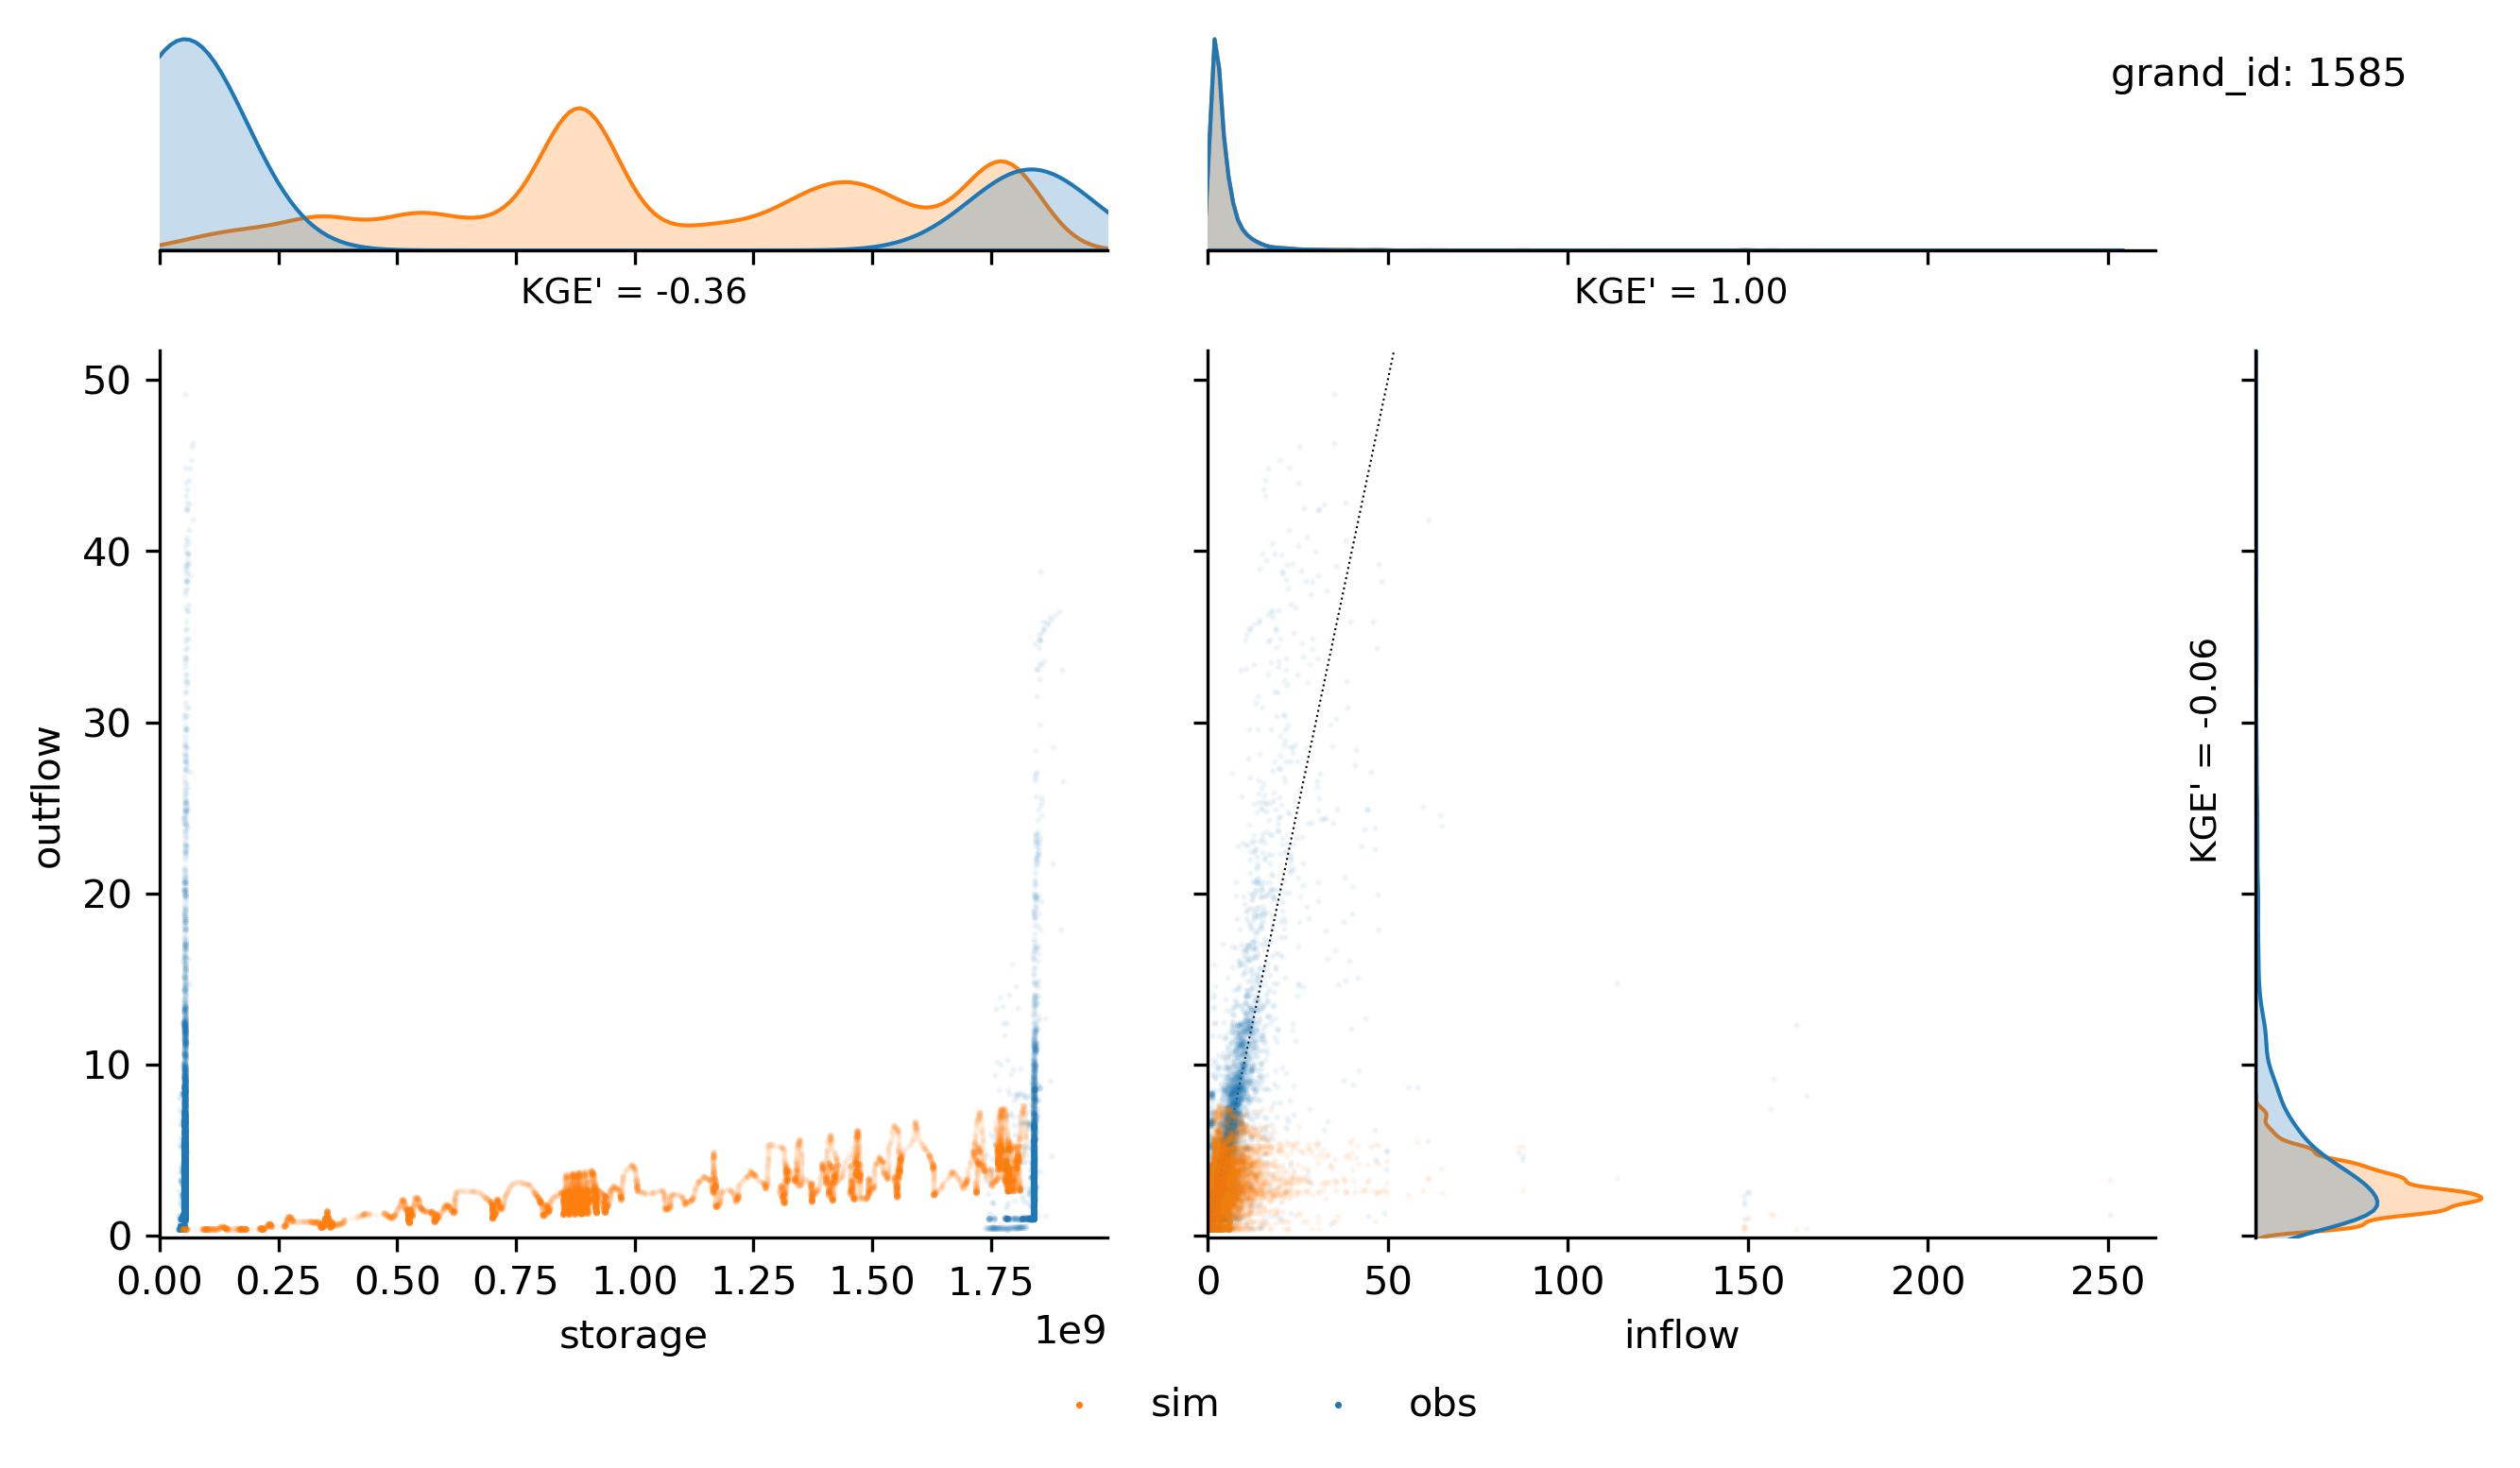 grand_id: 1585
KGE' = -0.36
KGE' = 1.00
50
40
30
20
10
0
outflow
KGE' = -0.06
0.00 0.25 0.50 0.75 1.00 1.25 1.50 1.75
0 50 100 150 200 250
storage
1e9
inflow
sim
obs